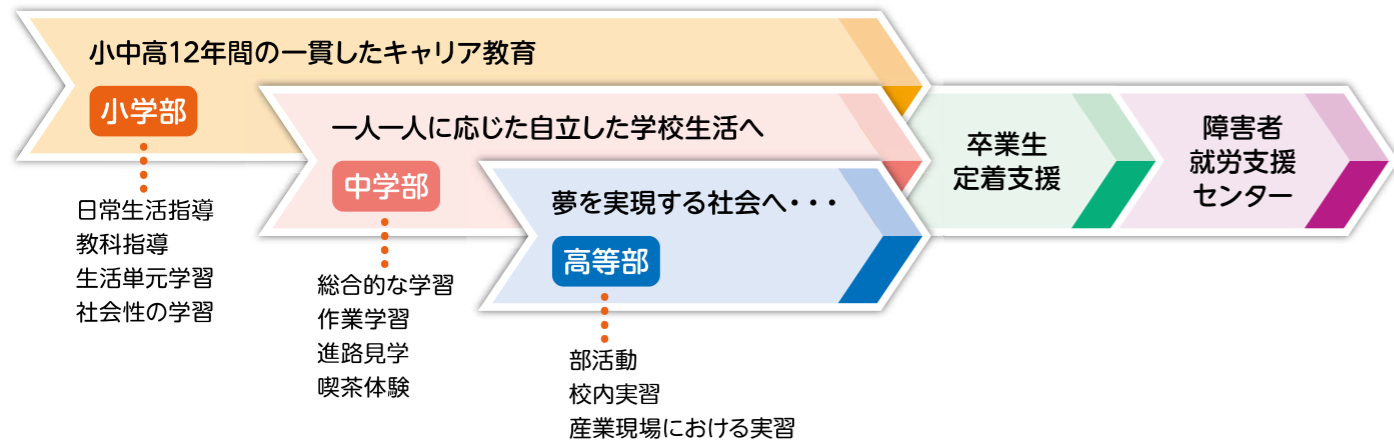 小中高12年間の一貫したキャリア教育
小学部
日常生活指導
教科指導
生活単元学習
社会性の学習
一人一人に応じた自立した学校生活へ
中学部
総合的な学習
作業学習
進路見学
喫茶体験
夢を実現する社会へ・・・
高等部
部活動
校内実習
産業現場における実習
卒業生
定着支援
障害者
就労支援
センター